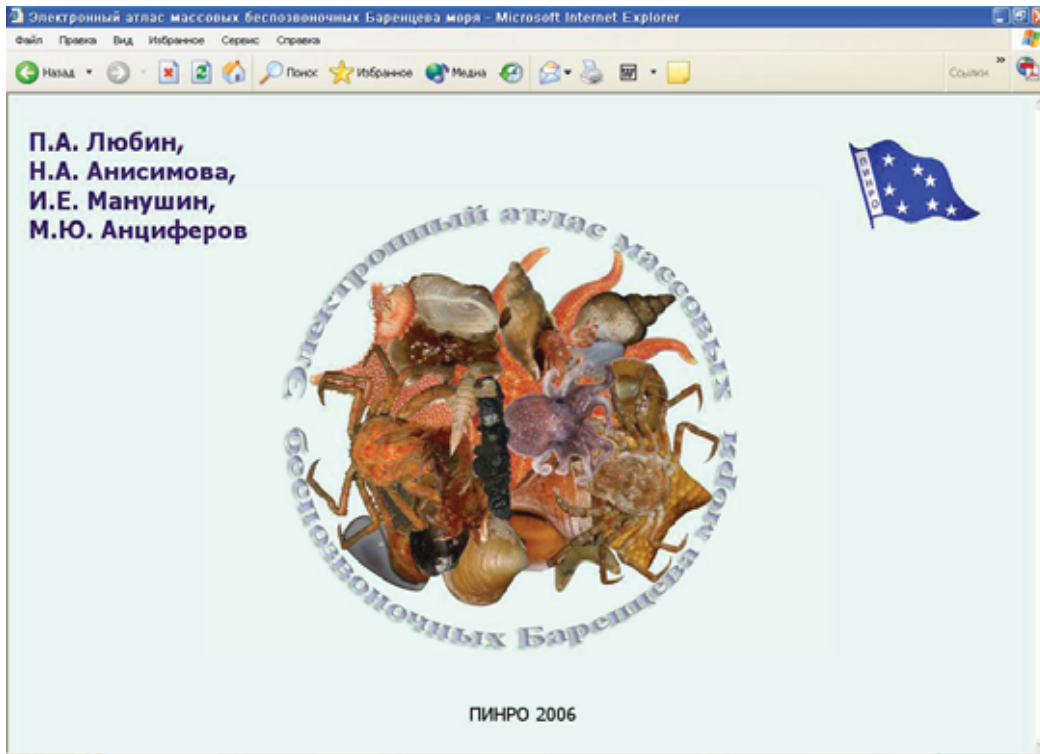 Электронный атлас массовых беспозвоночных Баренцева моря - Microsoft Internet Explorer
Файл Правка Вид Избранное Сервис Справка
Назад Поиск Избранное Медиа Ссылки »
П.А. Любин,
Н.А. Анисимова,
И.Е. Манушин,
М.Ю. Анциферов
ПИНРО
Электронный атлас массовых
беспозвоночных Баренцева моря
ПИНРО 2006